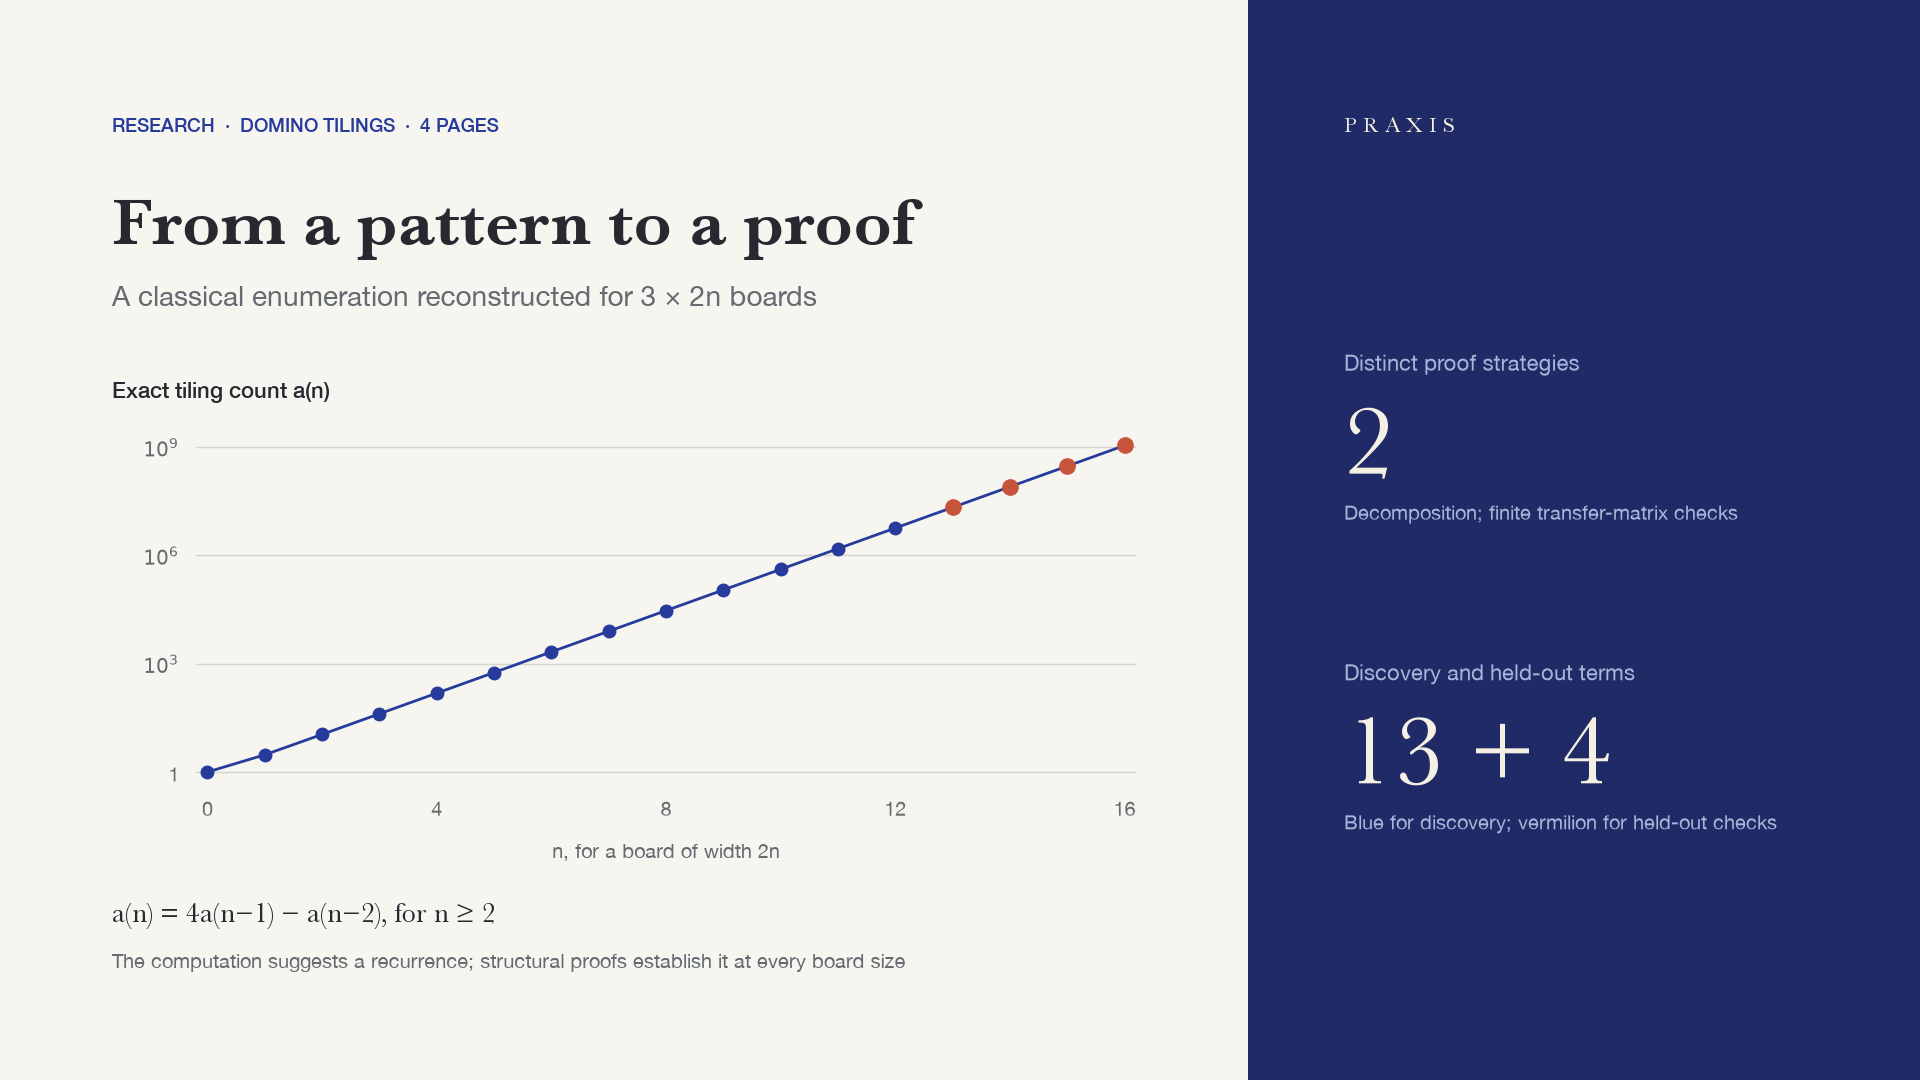 RESEARCH · DOMINO TILINGS · 4 PAGES
From a pattern to a proof
A classical enumeration reconstructed for 3 × 2n boards
Exact tiling count a(n)
10⁹
10⁶
10³
1
0 4 8 12 16
n, for a board of width 2n
a(n) = 4a(n−1) − a(n−2), for n ≥ 2
The computation suggests a recurrence; structural proofs establish it at every board size
PRAXIS
Distinct proof strategies
2
Decomposition; finite transfer-matrix checks
Discovery and held-out terms
13 + 4
Blue for discovery; vermilion for held-out checks